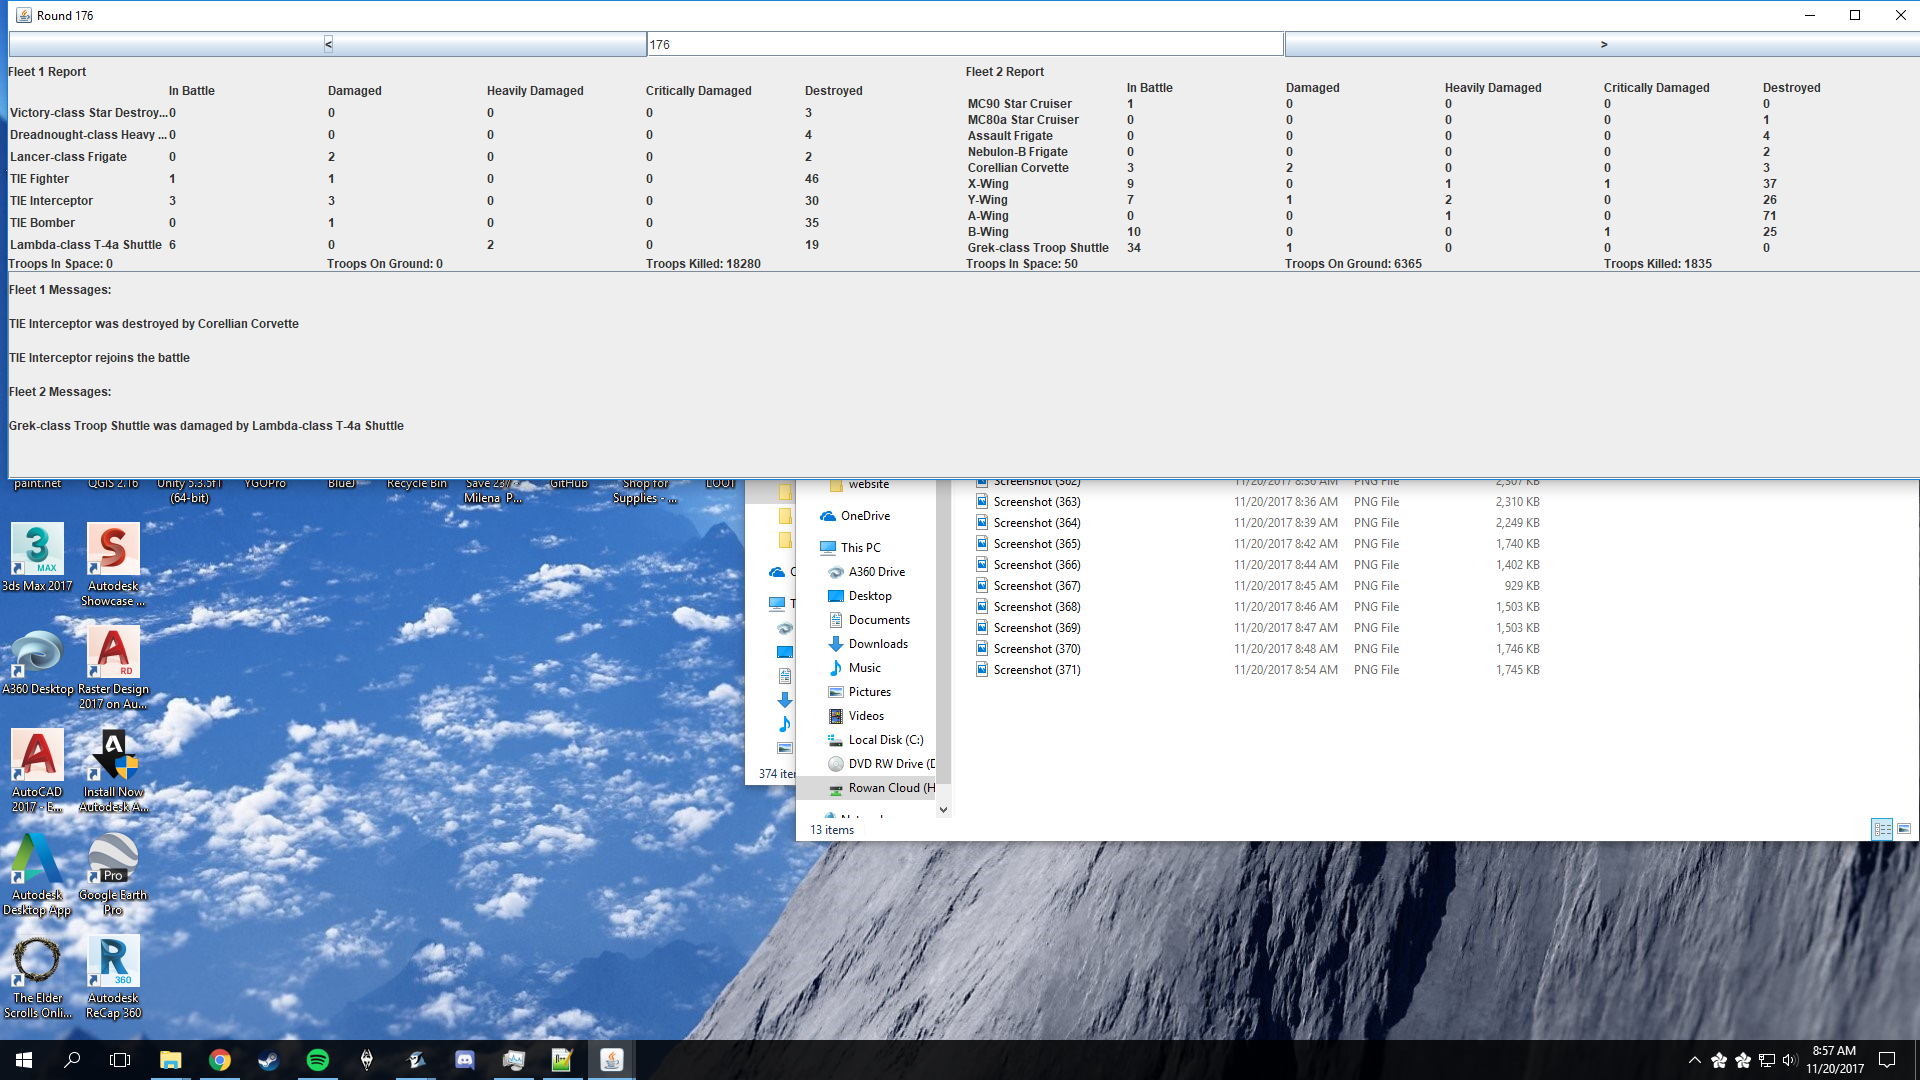 Round 176
< 176 >
Fleet 1 Report
In Battle Damaged Heavily Damaged Critically Damaged Destroyed
Victory-class Star Destroy... 0 0 0 0 3
Dreadnought-class Heavy ... 0 0 0 0 4
Lancer-class Frigate 0 2 0 0 2
TIE Fighter 1 1 0 0 46
TIE Interceptor 3 3 0 0 30
TIE Bomber 0 1 0 0 35
Lambda-class T-4a Shuttle 6 0 2 0 19
Troops In Space: 0 Troops On Ground: 0 Troops Killed: 18280
Fleet 2 Report
In Battle Damaged Heavily Damaged Critically Damaged Destroyed
MC90 Star Cruiser 1 0 0 0 0
MC80a Star Cruiser 0 0 0 0 1
Assault Frigate 0 0 0 0 4
Nebulon-B Frigate 0 0 0 0 2
Corellian Corvette 3 2 0 0 3
X-Wing 9 0 1 1 37
Y-Wing 7 1 2 0 26
A-Wing 0 0 1 0 71
B-Wing 10 0 0 1 25
Grek-class Troop Shuttle 34 1 0 0 0
Troops In Space: 50 Troops On Ground: 6365 Troops Killed: 1835
Fleet 1 Messages:
TIE Interceptor was destroyed by Corellian Corvette
TIE Interceptor rejoins the battle
Fleet 2 Messages:
Grek-class Troop Shuttle was damaged by Lambda-class T-4a Shuttle
paint.net QGIS 2.16 Unity 5.3.5f1 YGOPro BlueJ Recycle Bin Save 237 - GitHub Shop for LOOT
(64-bit) Milena_P... Supplies - ...
3ds Max 2017 Autodesk
Showcase ...
A360 Desktop Raster Design
2017 on Au...
AutoCAD Install Now
2017 - E... Autodesk A...
Autodesk Google Earth
Desktop App Pro
The Elder Autodesk
Scrolls Onli... ReCap 360
374 iter
website
OneDrive
This PC
A360 Drive
Desktop
Documents
Downloads
Music
Pictures
Videos
Local Disk (C:)
DVD RW Drive (D
Rowan Cloud (H
13 items
Screenshot (362) 11/20/2017 8:36 AM PNG File 2,307 KB
Screenshot (363) 11/20/2017 8:36 AM PNG File 2,310 KB
Screenshot (364) 11/20/2017 8:39 AM PNG File 2,249 KB
Screenshot (365) 11/20/2017 8:42 AM PNG File 1,740 KB
Screenshot (366) 11/20/2017 8:44 AM PNG File 1,402 KB
Screenshot (367) 11/20/2017 8:45 AM PNG File 929 KB
Screenshot (368) 11/20/2017 8:46 AM PNG File 1,503 KB
Screenshot (369) 11/20/2017 8:47 AM PNG File 1,503 KB
Screenshot (370) 11/20/2017 8:48 AM PNG File 1,746 KB
Screenshot (371) 11/20/2017 8:54 AM PNG File 1,745 KB
8:57 AM
11/20/2017